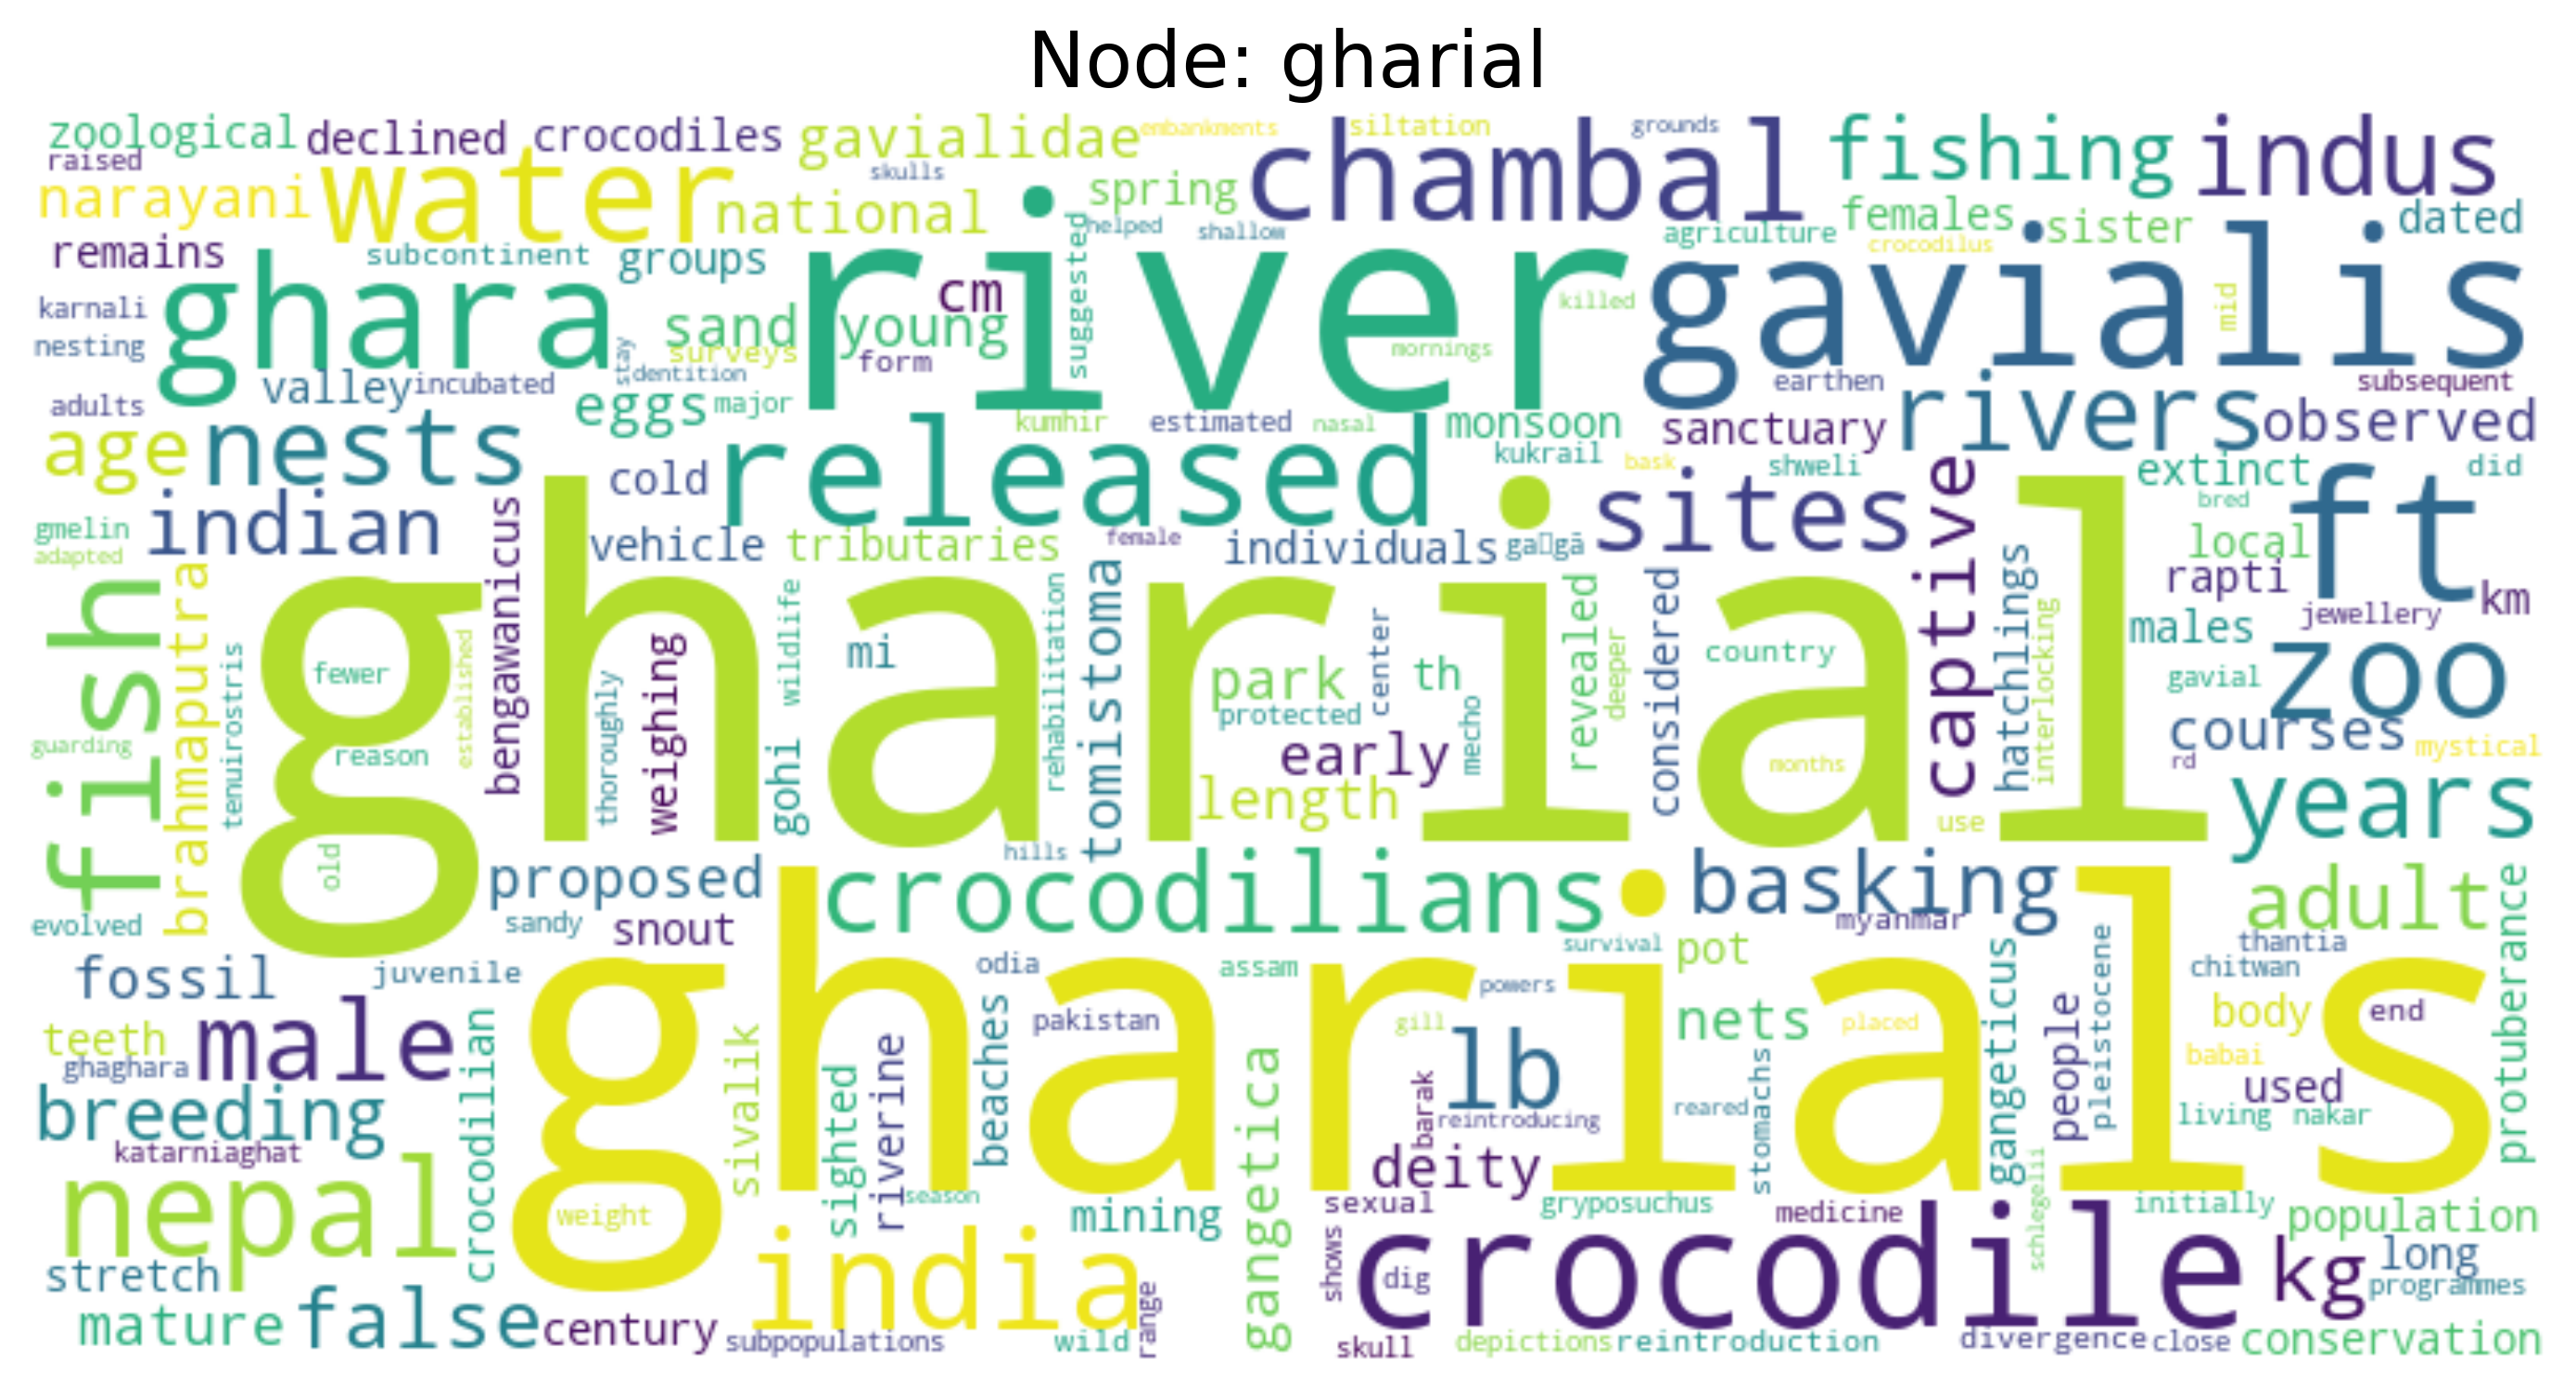 Node: gharial
zoological declined crocodiles gavialidae embankments siltation grounds fishing indus
raised skulls chambal
narayani water national spring females sister dated
helped shallow agriculture crocodilus
remains subcontinent groups suggested river gavialis
karnali ghara cm sand young killed mid
nesting stay surveys form mornings
valley incubated dentition earthen subsequent
adults eggs major kumhir estimated nasal monsoon sanctuary rivers observed
age nests cold released kukrail bask shweli extinct did
indian bengawanicus sites captive bred ft
gmelin vehicle tributaries female individuals local
adapted hatchlings rapti km
fish brahmaputra gharial wildlife rehabilitation tomistoma revealed considered jewellery
tenuirostris fewer established thoroughly weighing mi park center th deeper country interlocking males zoo
protected gavial
guarding reason gohi early mecho months courses mystical
length rd
old hills use years
proposed crocodilians basking adult protuberance
evolved sandy snout myanmar
survival pot thantia
fossil juvenile odia assam powers gangeticus pleistocene chitwan
teeth male gharials pakistan gill nets placed people body end
ghaghara crocodilian sivalik sighted riverine beaches gangetica lb stomachs babai used
breeding barak reintroducing reared living nakar
katarniaghat deity schlegelii
nepal weight season mining sexual gryposuchus medicine initially population
stretch india shows dig crocodile kg long
programmes
mature false century subpopulations wild range skull depictions reintroduction divergence close conservation